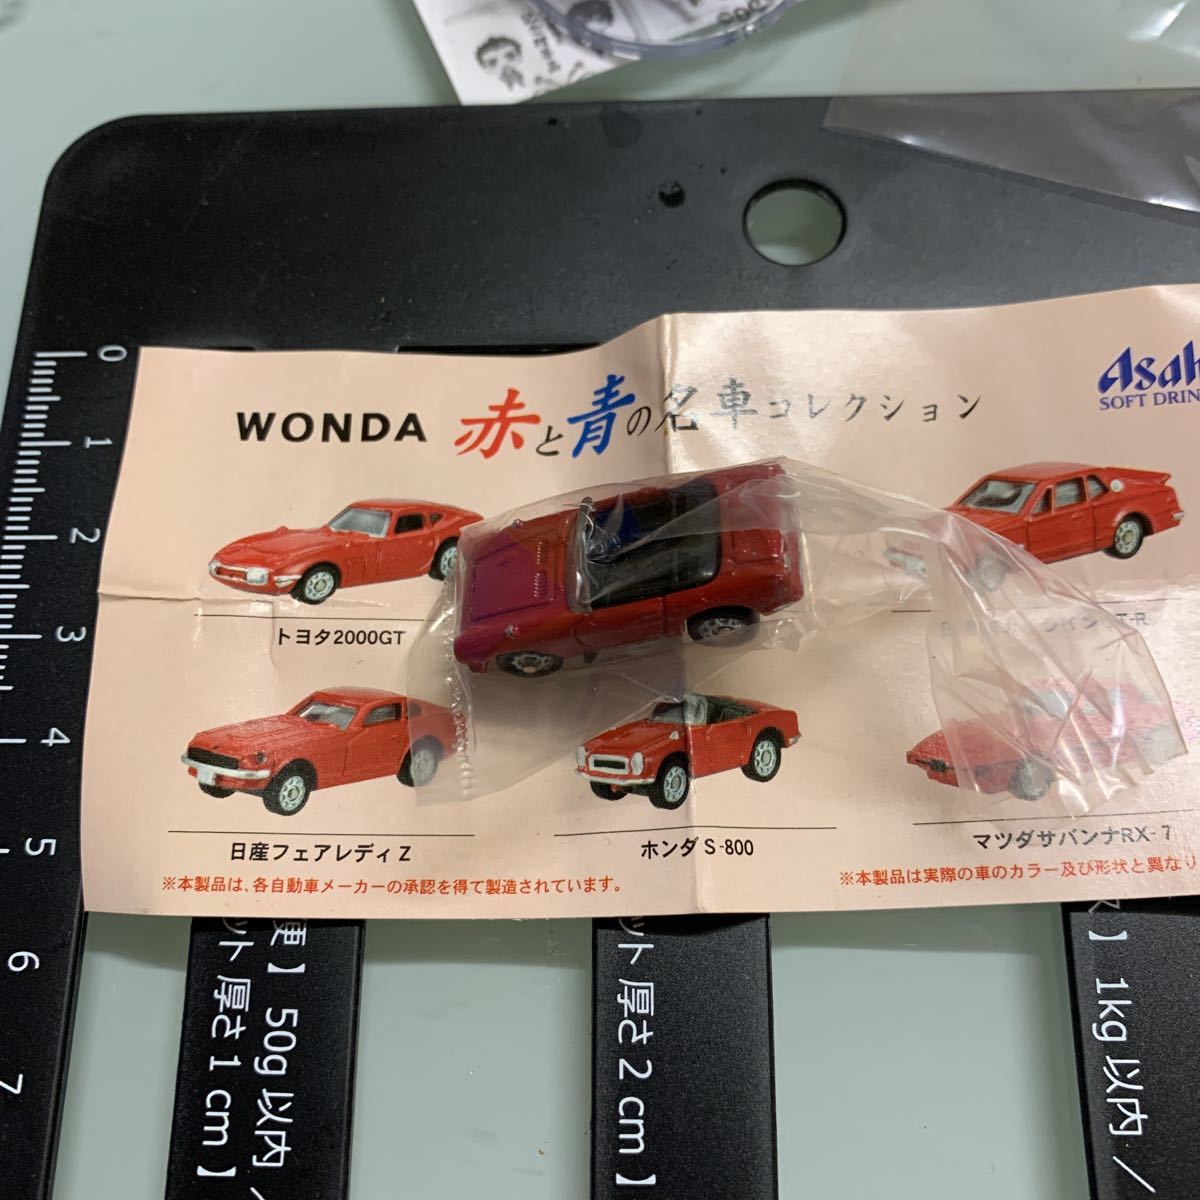 WONDA 赤と青の名車コレクション
Asah
SOFT DRIN
トヨタ2000GT
日産フェアレディZ
ホンダS-800
マツダサバンナRX-7
※本製品は、各自動車メーカーの承認を得て製造されています。
※本製品は実際の車のカラー及び形状と異なり
0
1
2
3
4
5
6
7
便】50g以内 /
ット厚さ1cm】
ット厚さ2cm】
】1kg以内 /